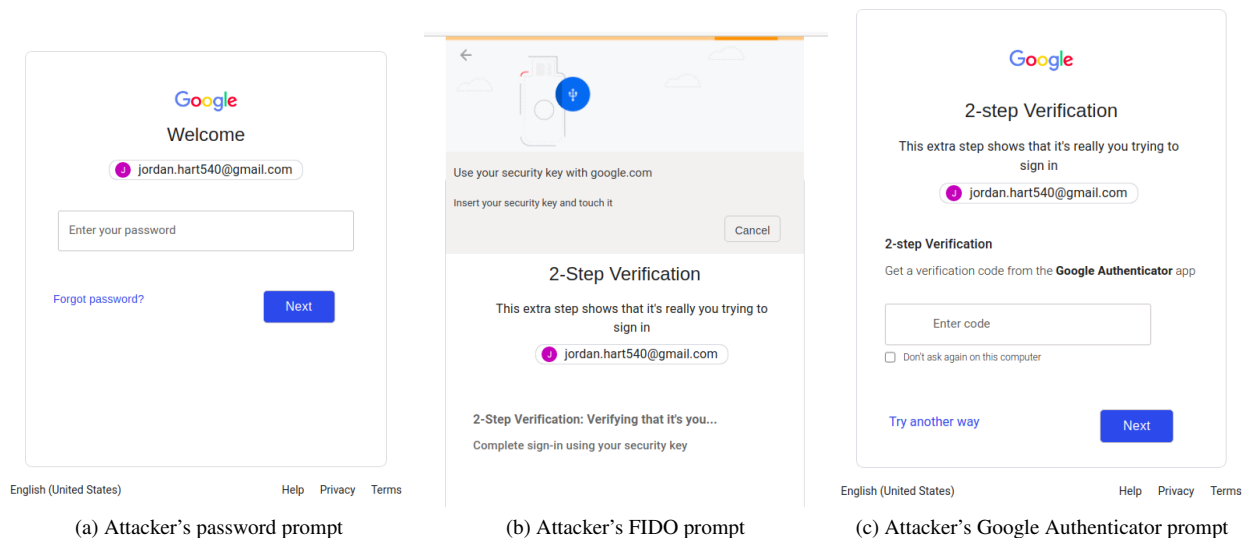 Google
Welcome
J jordan.hart540@gmail.com
Enter your password
Forgot password?
Next
English (United States) Help Privacy Terms
(a) Attacker's password prompt
Use your security key with google.com
Insert your security key and touch it
Cancel
2-Step Verification
This extra step shows that it's really you trying to
sign in
J jordan.hart540@gmail.com
2-Step Verification: Verifying that it's you...
Complete sign-in using your security key
(b) Attacker's FIDO prompt
Google
2-step Verification
This extra step shows that it's really you trying to
sign in
J jordan.hart540@gmail.com
2-step Verification
Get a verification code from the Google Authenticator app
Enter code
Don't ask again on this computer
Try another way
Next
English (United States) Help Privacy Terms
(c) Attacker's Google Authenticator prompt